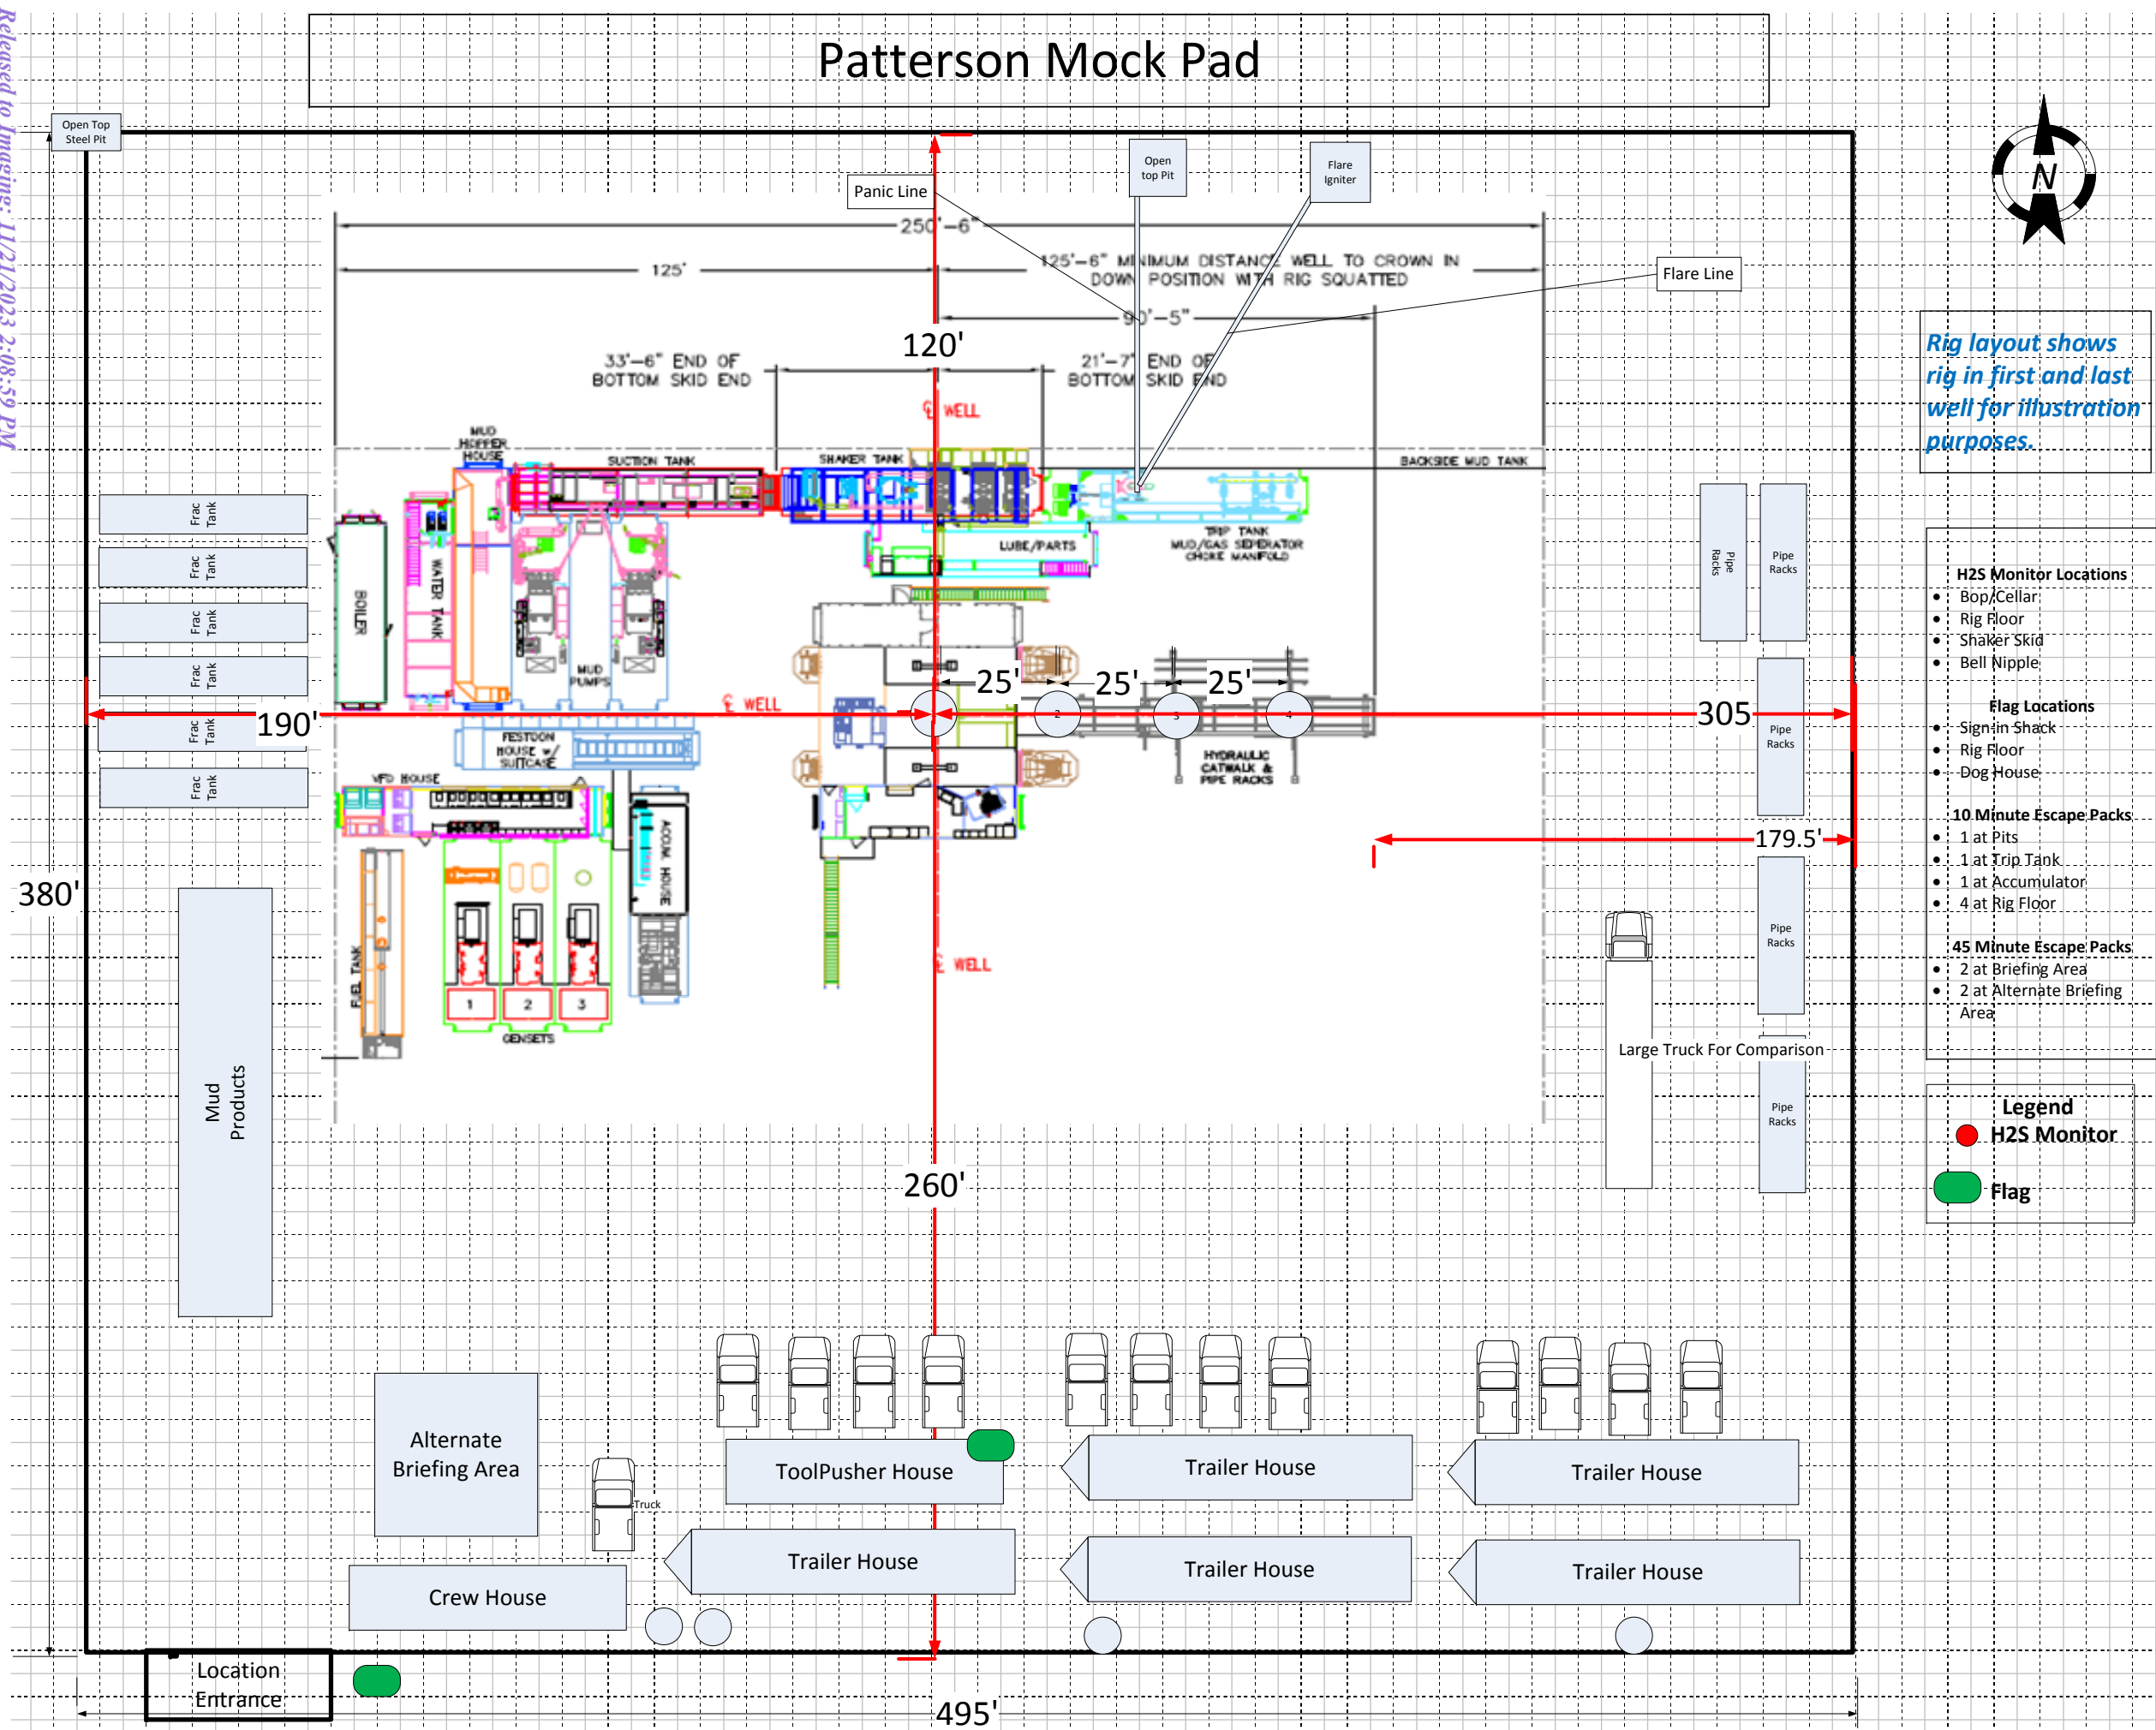 Released to Imaging: 11/21/2023 2:08:59 PM
Patterson Mock Pad
Open Top
Steel Pit
Open
top Pit
Flare
Igniter
N
Panic Line
250'-6"
125'
125'-6" MINIMUM DISTANCE WELL TO CROWN IN
DOWN POSITION WITH RIG SQUATTED
Flare Line
90'-5"
120'
33'-6" END OF
BOTTOM SKID END
21'-7" END OF
BOTTOM SKID END
Rig layout shows
rig in first and last
well for illustration
purposes.
℄ WELL
MUD
HOPPER
HOUSE
SUCTION TANK
SHAKER TANK
BACKSIDE MUD TANK
Frac
Tank
Frac
Tank
Frac
Tank
Frac
Tank
Frac
Tank
Frac
Tank
BOILER
WATER TANK
MUD
PUMPS
LUBE/PARTS
TRIP TANK
MUD/GAS SEPERATOR
CHOKE MANIFOLD
Pipe
Racks
Pipe
Racks
H2S Monitor Locations
• Bop/Cellar
• Rig Floor
• Shaker Skid
• Bell Nipple
Flag Locations
• Sign-in Shack
• Rig Floor
• Dog House
10 Minute Escape Packs
• 1 at Pits
• 1 at Trip Tank
• 1 at Accumulator
• 4 at Rig Floor
45 Minute Escape Packs
• 2 at Briefing Area
• 2 at Alternate Briefing
Area
25'
25'
25'
190'
℄ WELL
2
3
4
305
Pipe
Racks
FESTOON
HOUSE w/
SUITCASE
HYDRAULIC
CATWALK &
PIPE RACKS
VFD HOUSE
ACCUM. HOUSE
179.5'
380'
Pipe
Racks
FUEL TANK
℄ WELL
1
2
3
GENSETS
Large Truck For Comparison
Pipe
Racks
Mud
Products
Legend
H2S Monitor
Flag
260'
Alternate
Briefing Area
ToolPusher House
Trailer House
Trailer House
Truck
Trailer House
Trailer House
Trailer House
Crew House
Location
Entrance
495'